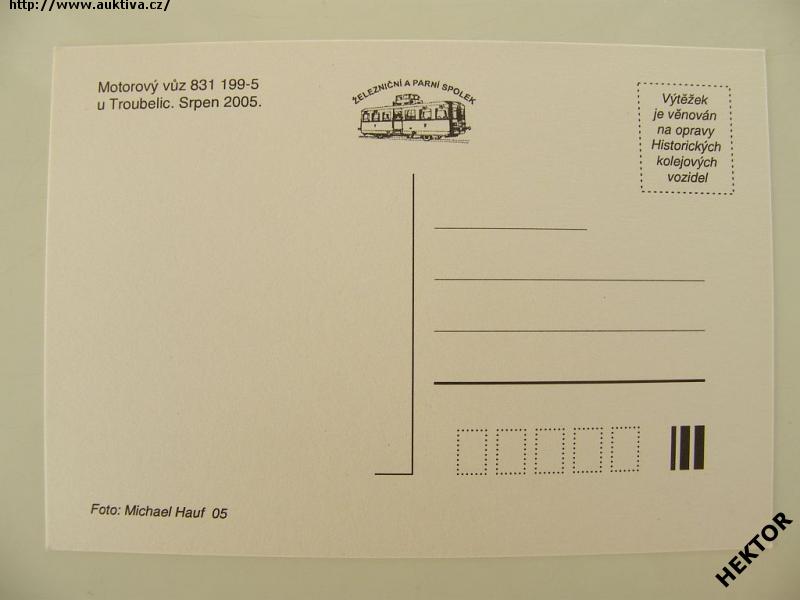 http://www.auktiva.cz/
Motorový vůz 831 199-5
u Troubelic. Srpen 2005.
ŽELEZNIČNÍ A PARNÍ SPOLEK
Výtěžek
je věnován
na opravy
Historických
kolejových
vozidel
Foto: Michael Hauf 05
HEKTOR